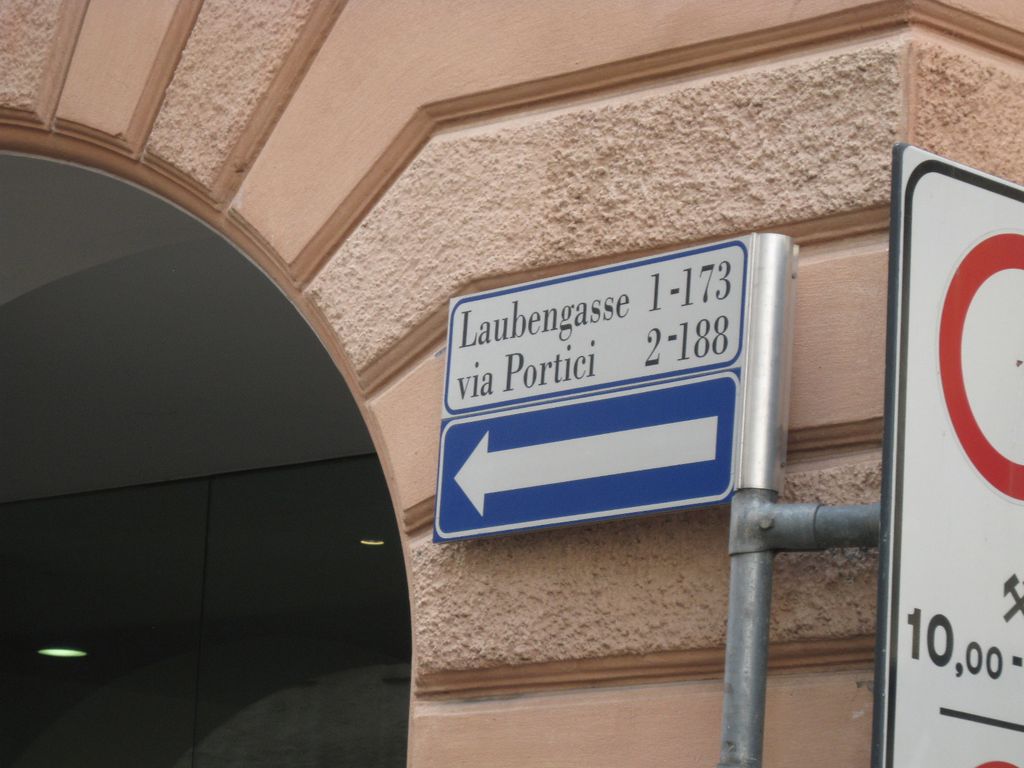 Laubengasse 1-173
via Portici 2-188
10,00-